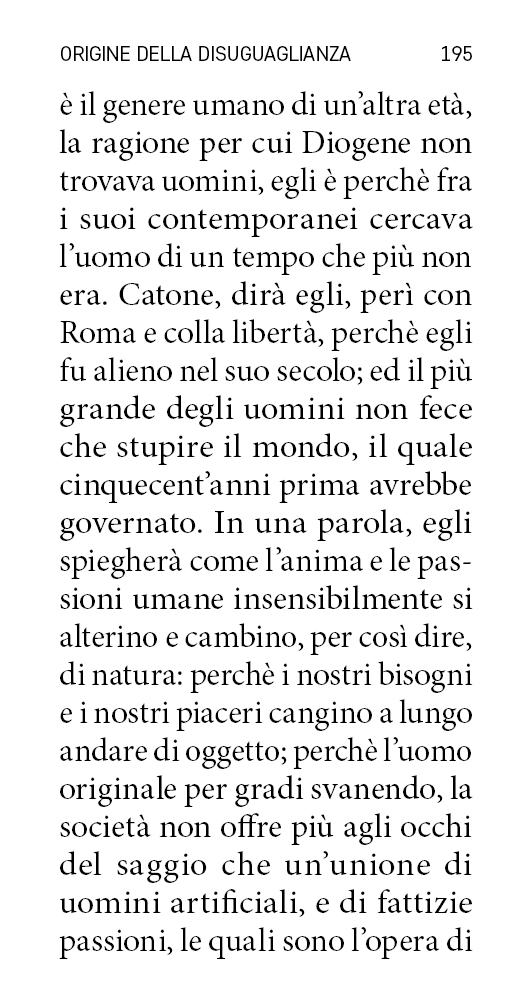 ORIGINE DELLA DISUGUAGLIANZA 195
è il genere umano di un'altra età,
la ragione per cui Diogene non
trovava uomini, egli è perchè fra
i suoi contemporanei cercava
l'uomo di un tempo che più non
era. Catone, dirà egli, perì con
Roma e colla libertà, perchè egli
fu alieno nel suo secolo; ed il più
grande degli uomini non fece
che stupire il mondo, il quale
cinquecent'anni prima avrebbe
governato. In una parola, egli
spiegherà come l'anima e le pas-
sioni umane insensibilmente si
alterino e cambino, per così dire,
di natura: perchè i nostri bisogni
e i nostri piaceri cangino a lungo
andare di oggetto; perchè l'uomo
originale per gradi svanendo, la
società non offre più agli occhi
del saggio che un'unione di
uomini artificiali, e di fattizie
passioni, le quali sono l'opera di